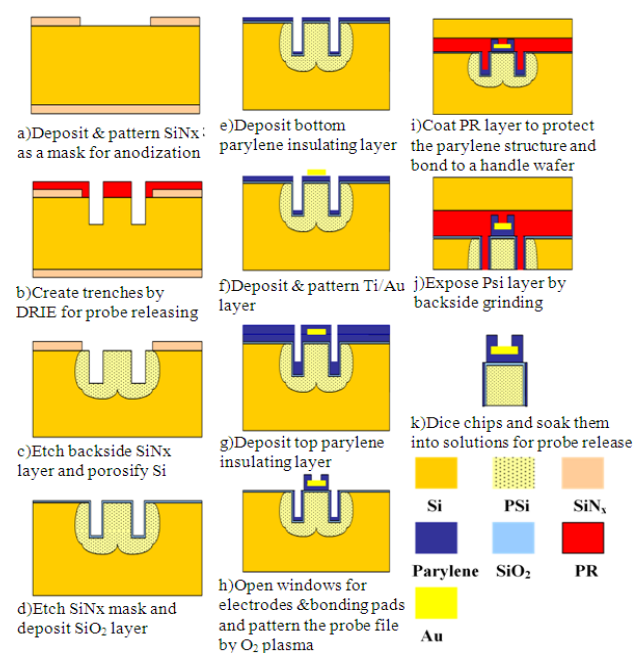 a)Deposit & pattern SiNx
as a mask for anodization
b)Create trenches by
DRIE for probe releasing
c)Etch backside SiNx
layer and porosify Si
d)Etch SiNx mask and
deposit SiO2 layer
e)Deposit bottom
parylene insulating layer
f)Deposit & pattern Ti/Au
layer
g)Deposit top parylene
insulating layer
h)Open windows for
electrodes &bonding pads
and pattern the probe file
by O2 plasma
i)Coat PR layer to protect
the parylene structure and
bond to a handle wafer
j)Expose Psi layer by
backside grinding
k)Dice chips and soak them
into solutions for probe release
Si PSi SiNx
Parylene SiO2 PR
Au